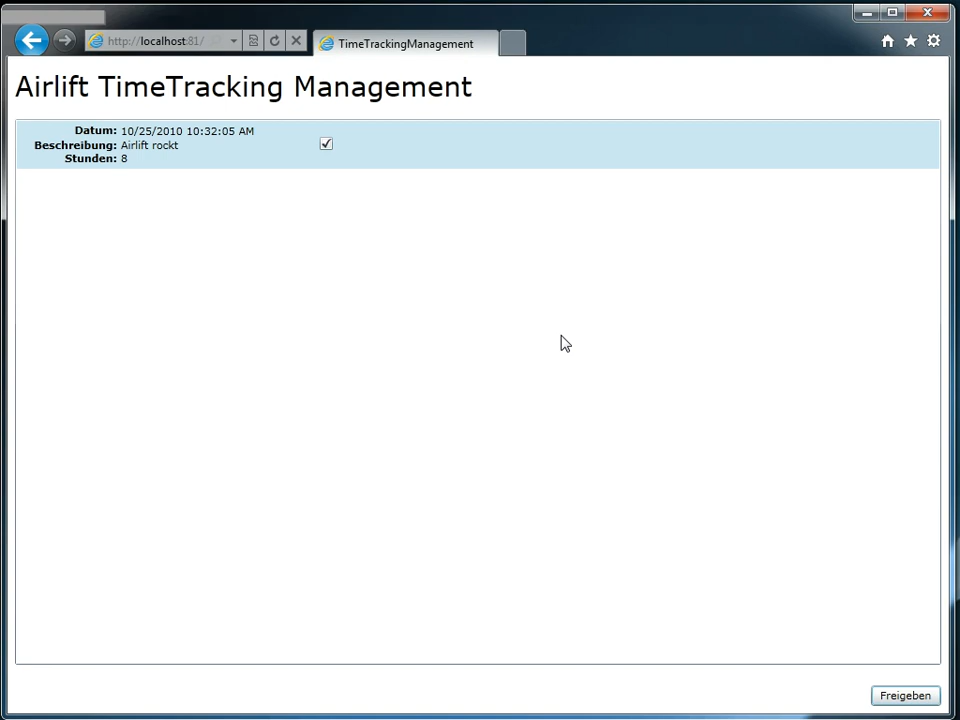 http://localhost:81/
TimeTrackingManagement
Airlift TimeTracking Management
Datum: 10/25/2010 10:32:05 AM
Beschreibung: Airlift rockt
Stunden: 8
Freigeben